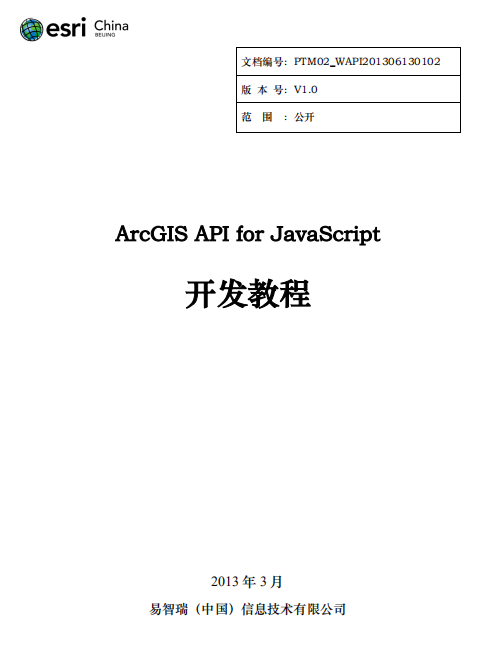 esri China
BEIJING
文档编号: PTM02_WAPI201306130102
版 本 号: V1.0
范 围 : 公开
ArcGIS API for JavaScript
开发教程
2013 年 3 月
易智瑞（中国）信息技术有限公司